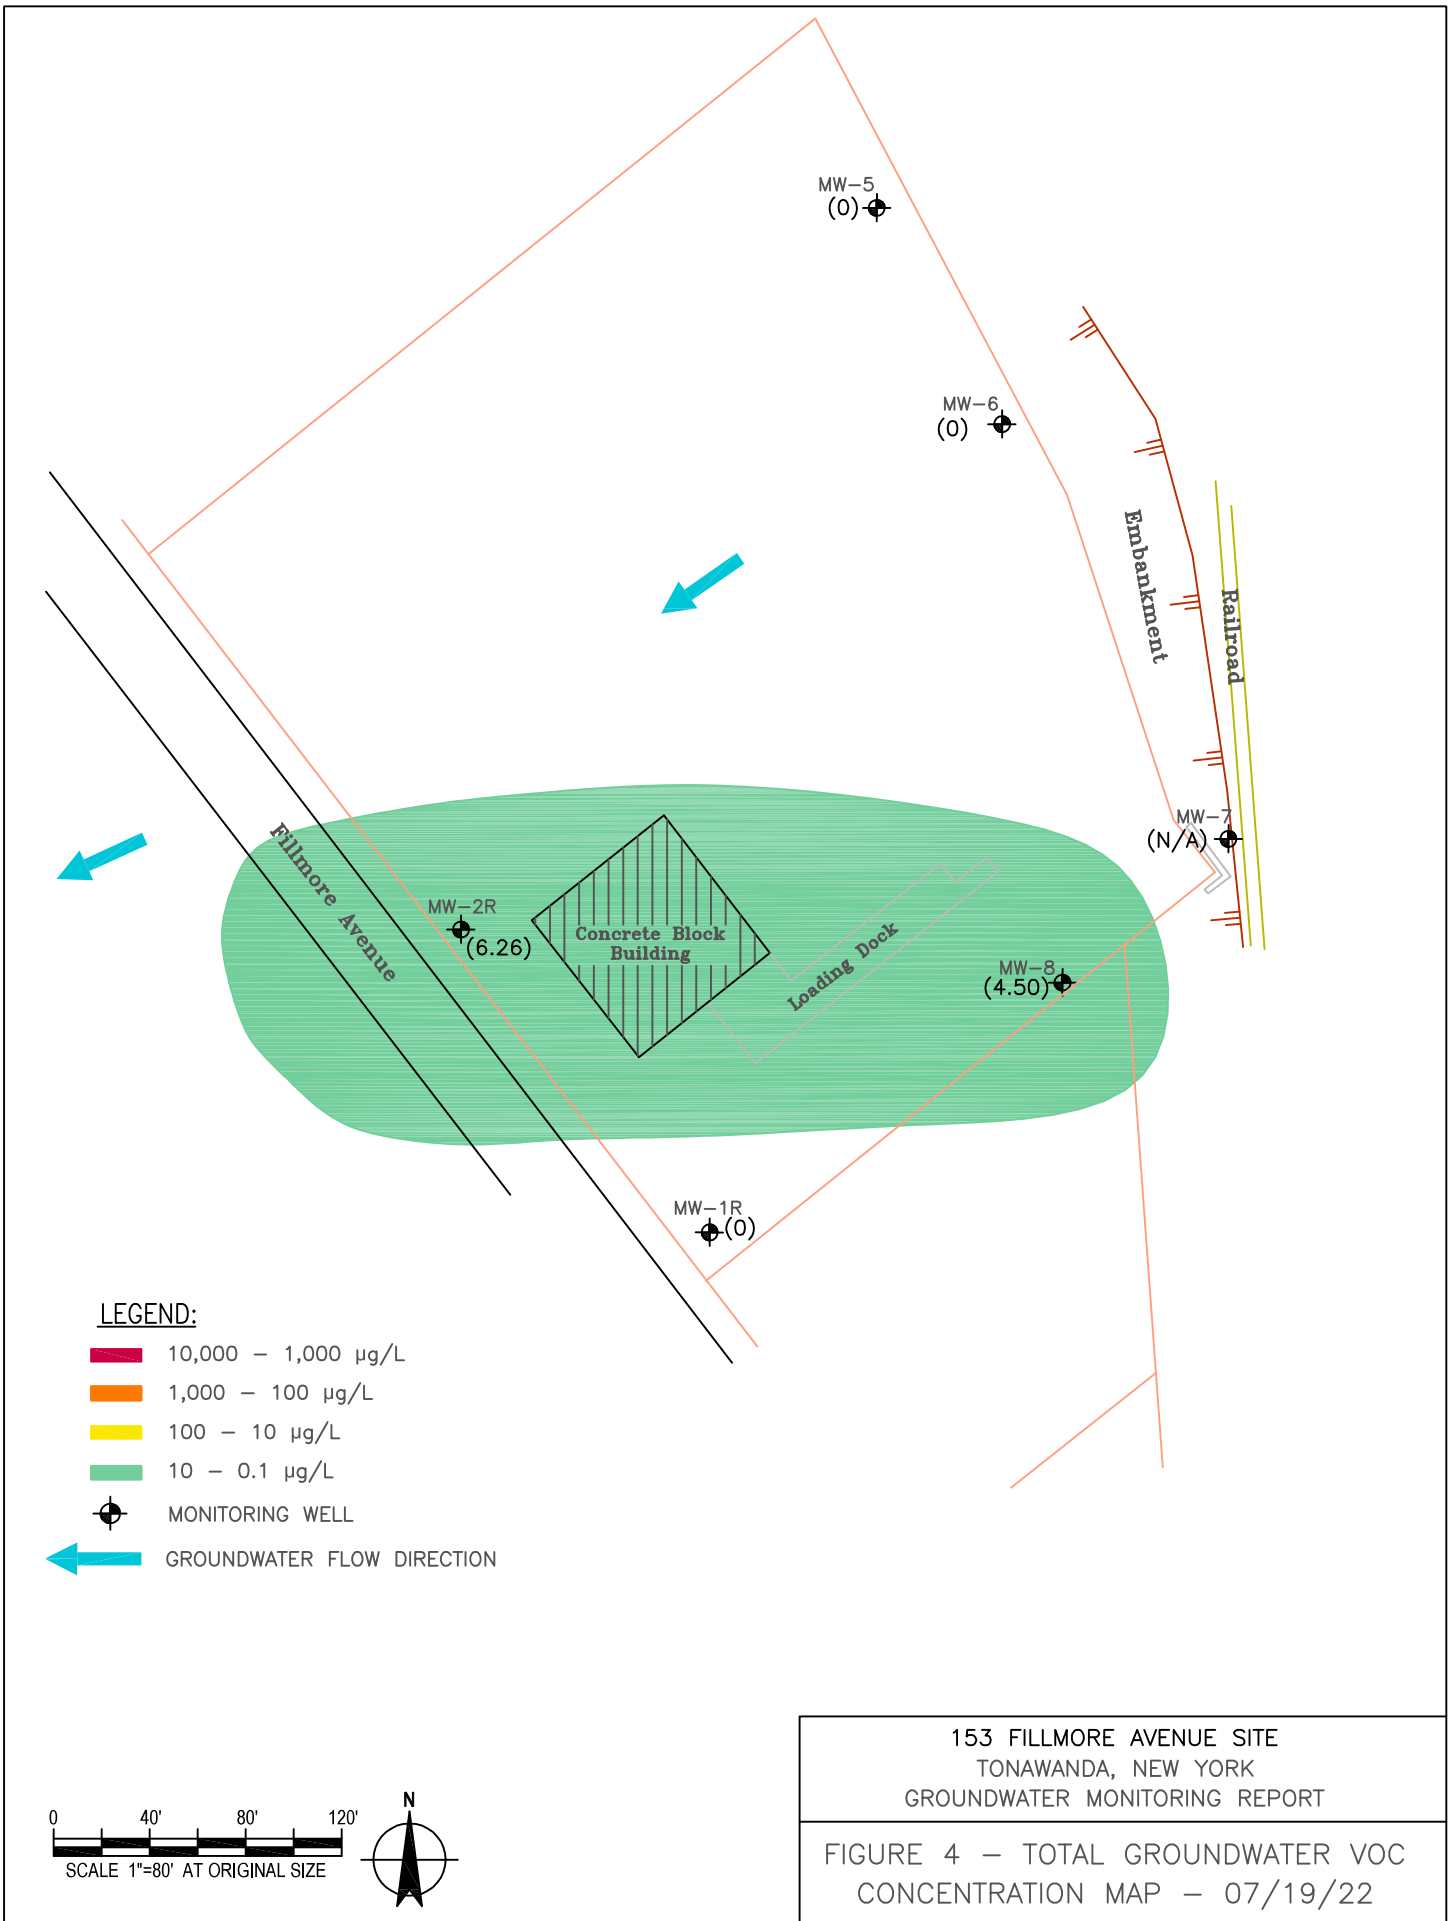 MW-5
(0)
MW-6
(0)
Embankment
Railroad
MW-7
(N/A)
Fillmore Avenue
MW-2R
(6.26)
Concrete Block
Building
Loading Dock
MW-8
(4.50)
MW-1R
(0)
LEGEND:
10,000 - 1,000 µg/L
1,000 - 100 µg/L
100 - 10 µg/L
10 - 0.1 µg/L
MONITORING WELL
GROUNDWATER FLOW DIRECTION
0 40' 80' 120'
SCALE 1"=80' AT ORIGINAL SIZE
N
153 FILLMORE AVENUE SITE
TONAWANDA, NEW YORK
GROUNDWATER MONITORING REPORT
FIGURE 4 - TOTAL GROUNDWATER VOC
CONCENTRATION MAP - 07/19/22